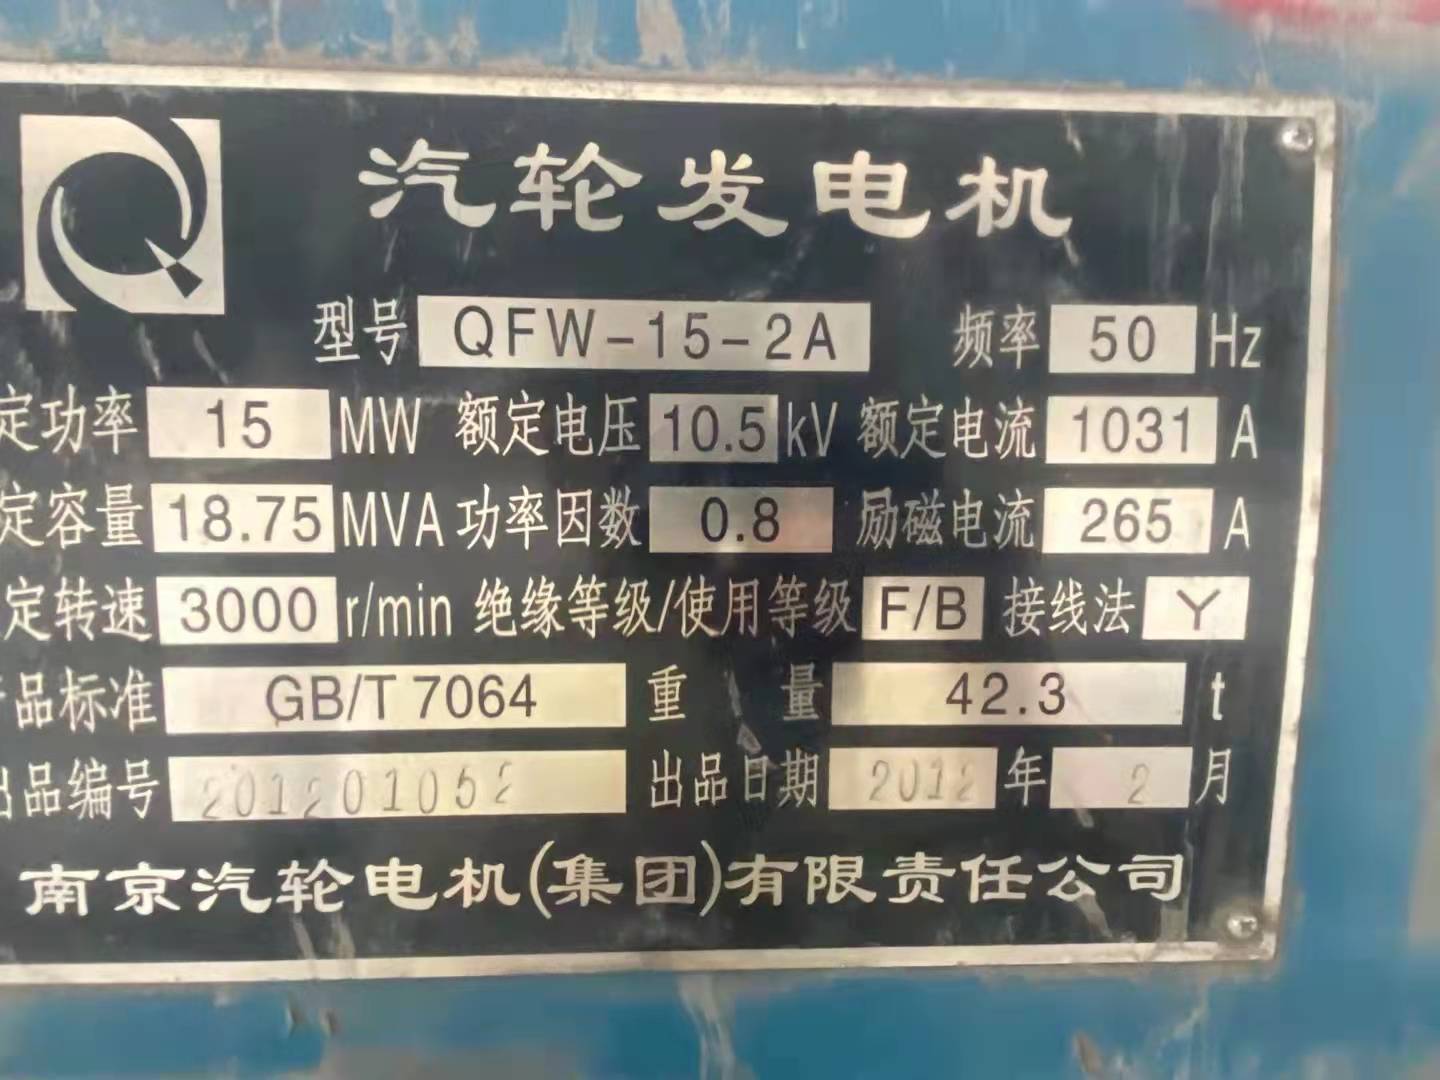 汽轮发电机
型号 QFW-15-2A 频率 50 Hz
定功率 15 MW 额定电压 10.5 kV 额定电流 1031 A
定容量 18.75 MVA 功率因数 0.8 励磁电流 265 A
定转速 3000 r/min 绝缘等级/使用等级 F/B 接线法 Y
品标准 GB/T 7064 重量 42.3 t
出品编号 201201052 出品日期 2012 年 2 月
南京汽轮电机(集团)有限责任公司